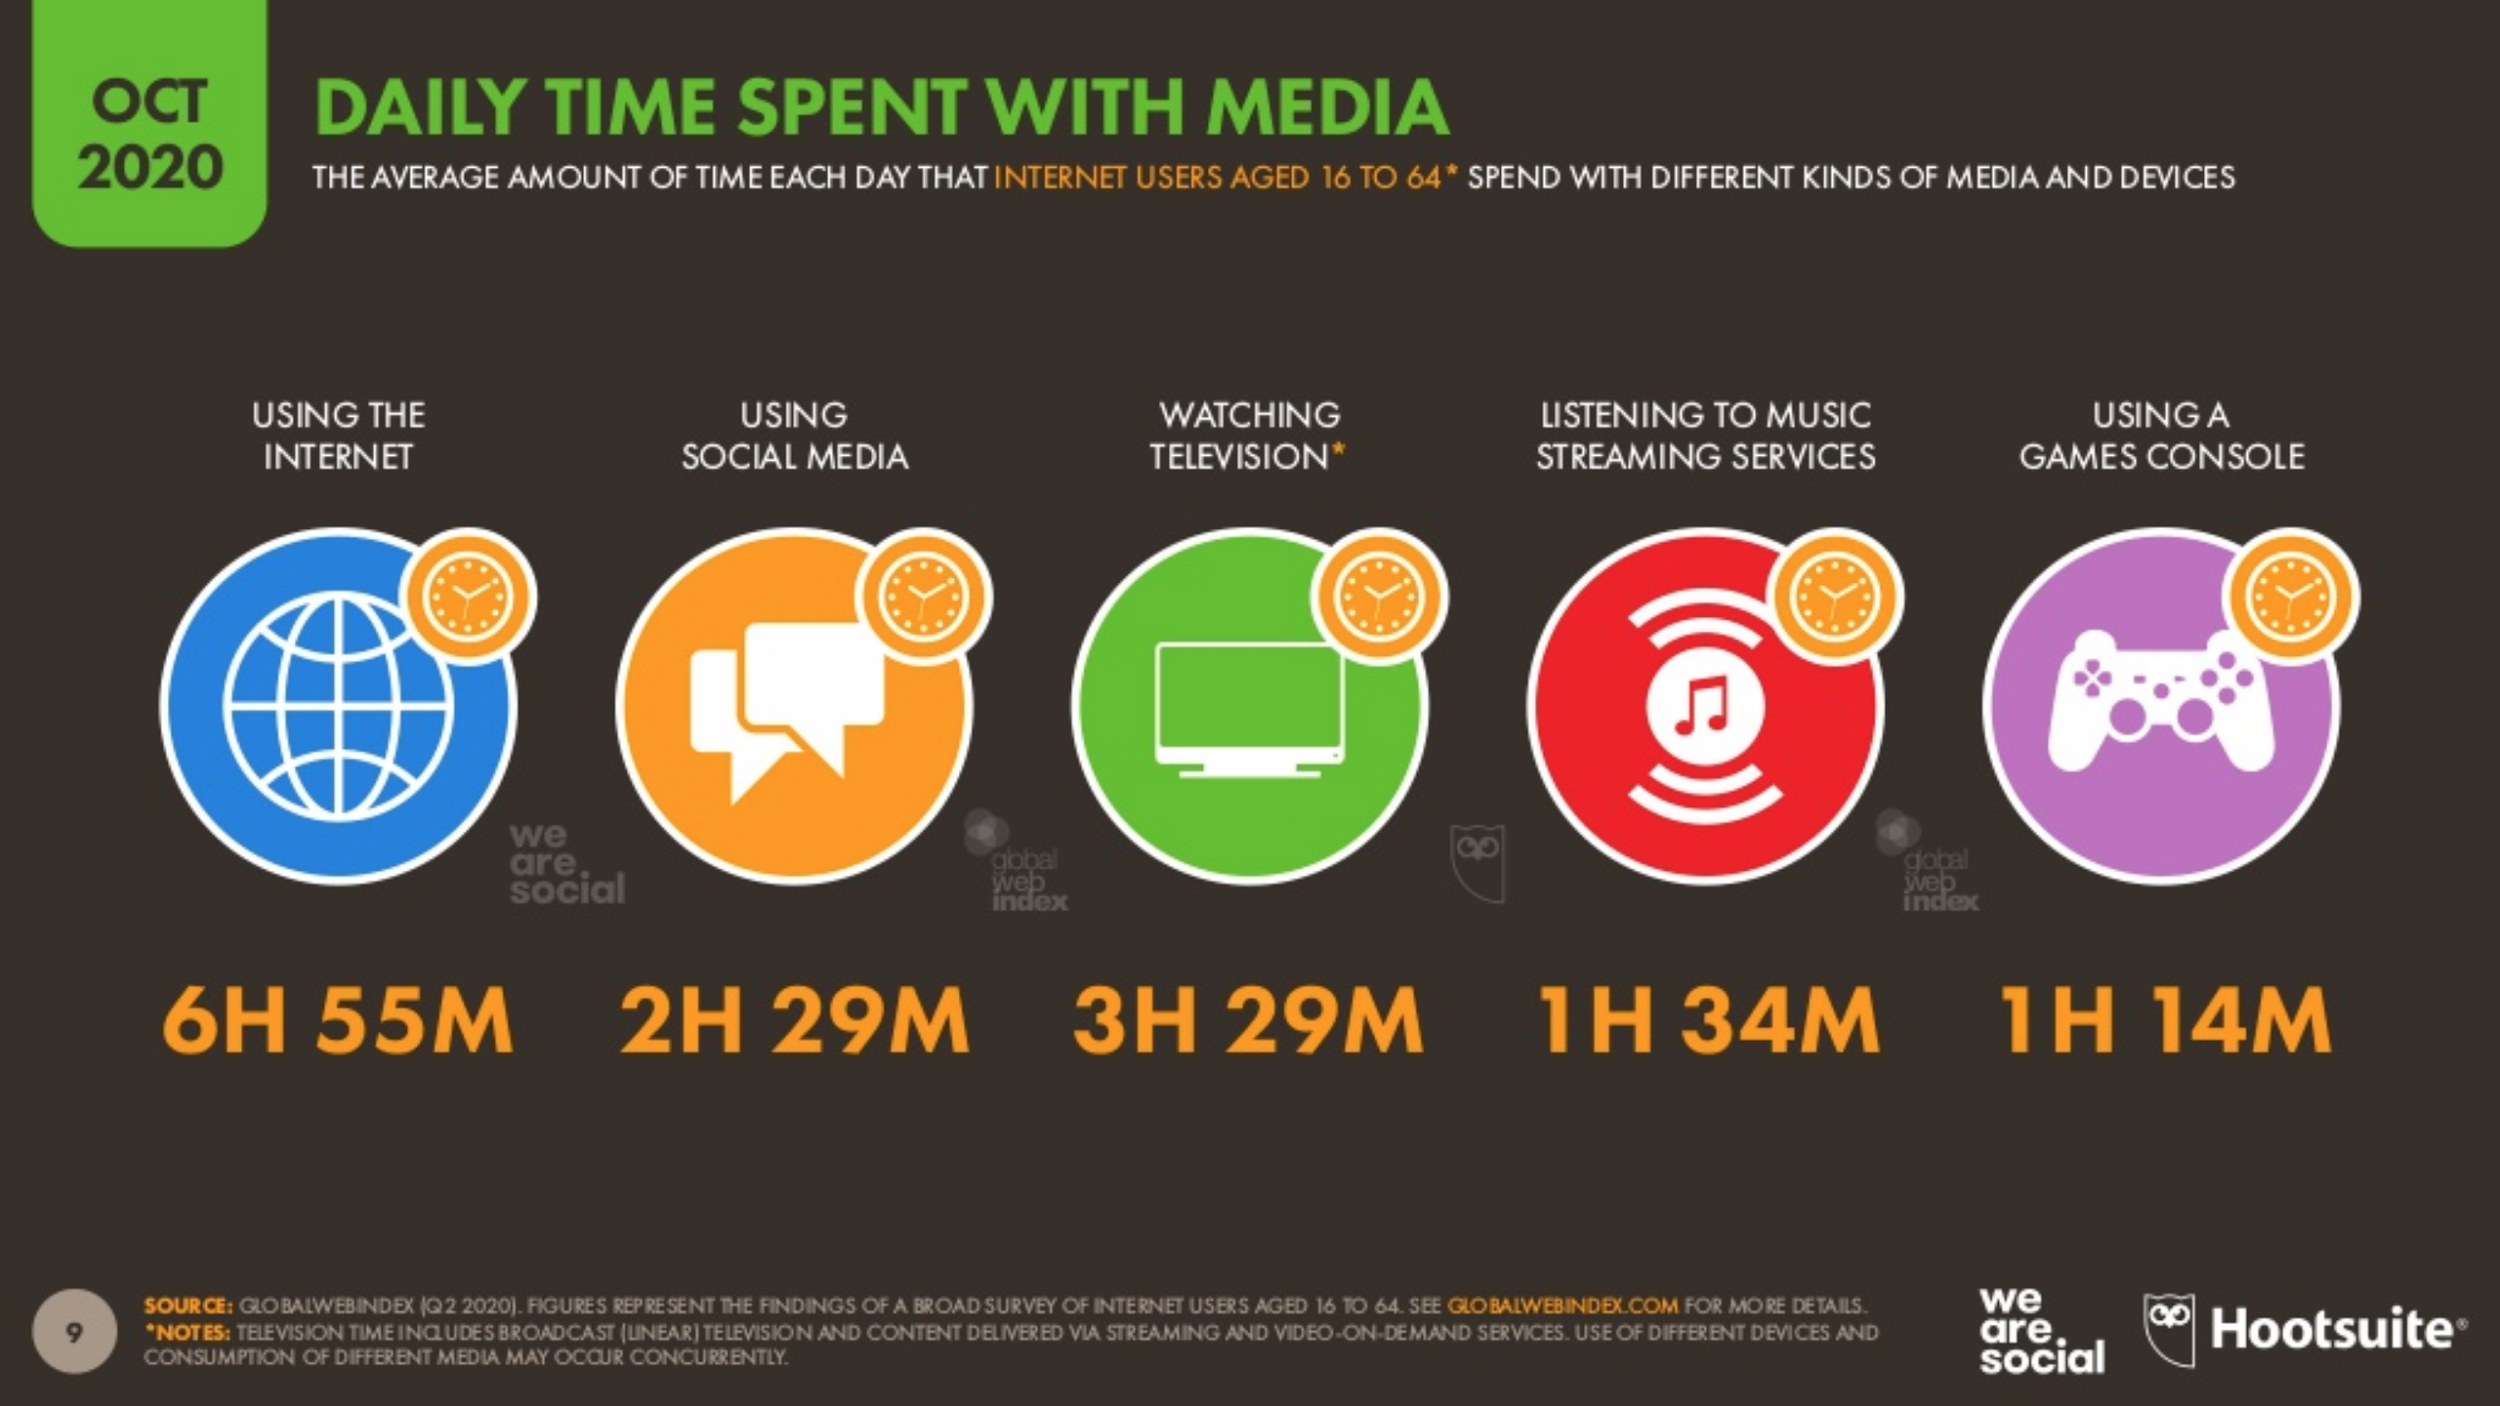 OCT
2020
DAILY TIME SPENT WITH MEDIA
THE AVERAGE AMOUNT OF TIME EACH DAY THAT INTERNET USERS AGED 16 TO 64* SPEND WITH DIFFERENT KINDS OF MEDIA AND DEVICES
USING THE
INTERNET
USING
SOCIAL MEDIA
WATCHING
TELEVISION*
LISTENING TO MUSIC
STREAMING SERVICES
USING A
GAMES CONSOLE
we
are
social
global
web
index
global
web
index
6H 55M
2H 29M
3H 29M
1H 34M
1H 14M
9
SOURCE: GLOBALWEBINDEX (Q2 2020). FIGURES REPRESENT THE FINDINGS OF A BROAD SURVEY OF INTERNET USERS AGED 16 TO 64. SEE GLOBALWEBINDEX.COM FOR MORE DETAILS.
*NOTES: TELEVISION TIME INCLUDES BROADCAST (LINEAR) TELEVISION AND CONTENT DELIVERED VIA STREAMING AND VIDEO-ON-DEMAND SERVICES. USE OF DIFFERENT DEVICES AND
CONSUMPTION OF DIFFERENT MEDIA MAY OCCUR CONCURRENTLY.
we
are.
social
Hootsuite®